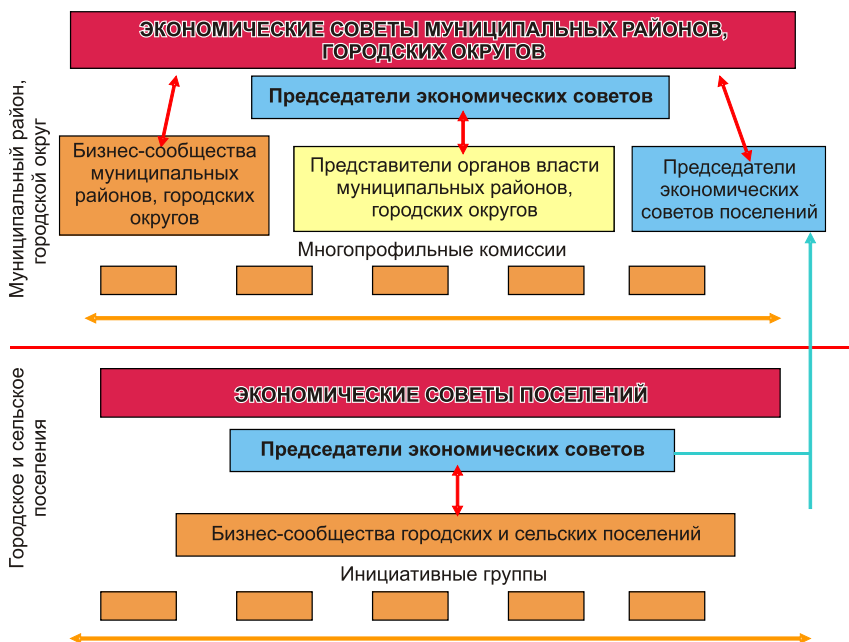 ЭКОНОМИЧЕСКИЕ СОВЕТЫ МУНИЦИПАЛЬНЫХ РАЙОНОВ,
ГОРОДСКИХ ОКРУГОВ
Муниципальный район,
городской округ
Председатели экономических советов
Бизнес-сообщества
муниципальных
районов, городских
округов
Представители органов власти
муниципальных районов,
городских округов
Председатели
экономических
советов поселений
Многопрофильные комиссии
Городское и сельское
поселения
ЭКОНОМИЧЕСКИЕ СОВЕТЫ ПОСЕЛЕНИЙ
Председатели экономических советов
Бизнес-сообщества городских и сельских поселений
Инициативные группы